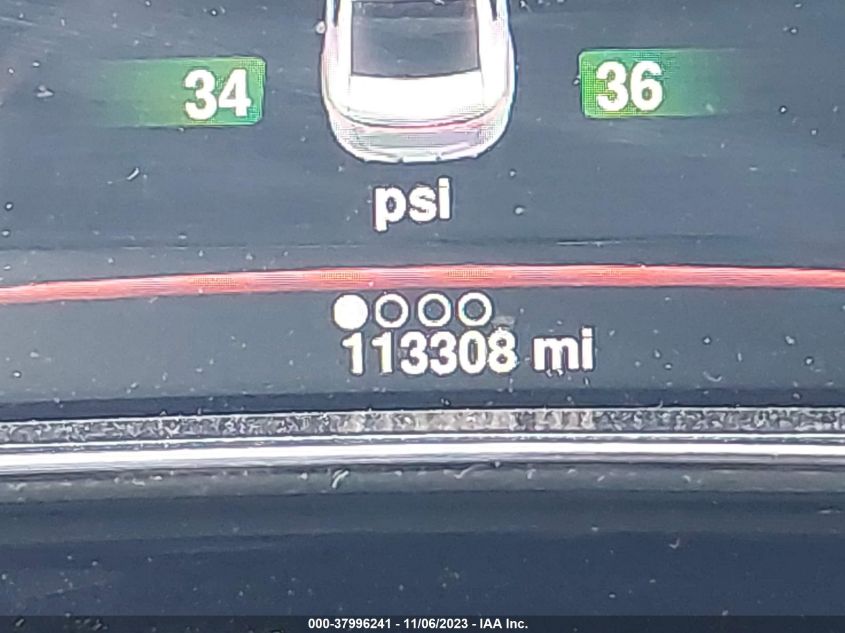 34 36
psi
113308 mi
000-37996241 - 11/06/2023 - IAA Inc.